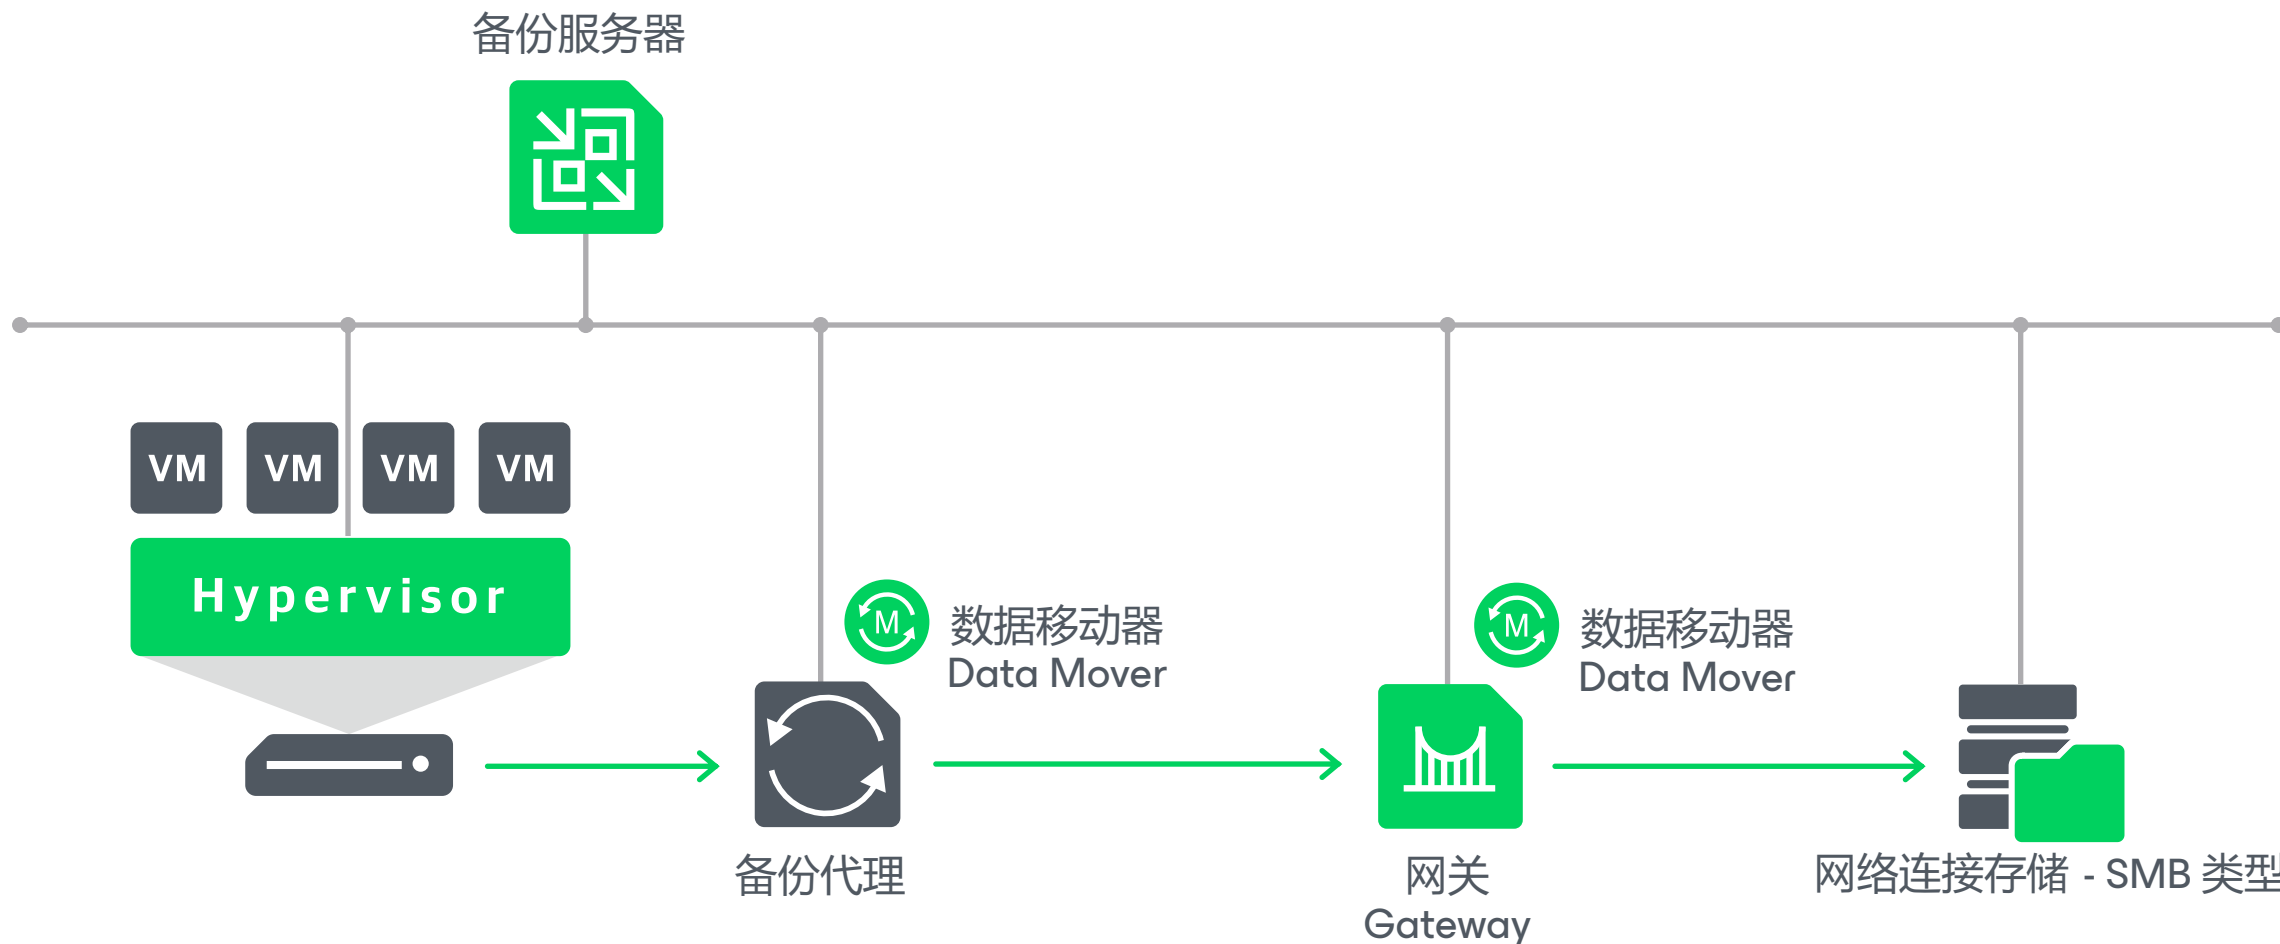 备份服务器
VM VM VM VM
Hypervisor
M 数据移动器
Data Mover
M 数据移动器
Data Mover
备份代理
网关
Gateway
网络连接存储 - SMB 类型